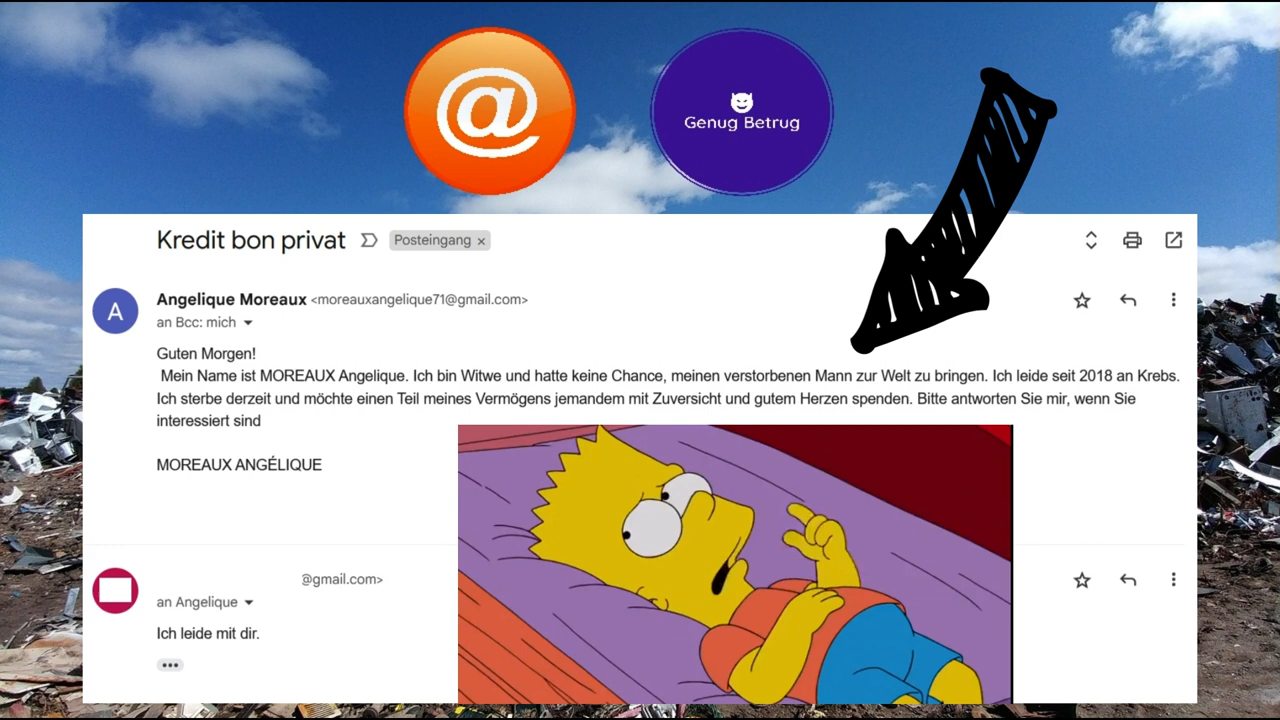 @
Genug Betrug
Kredit bon privat Posteingang ×
A
Angelique Moreaux <moreauxangelique71@gmail.com>
an Bcc: mich
Guten Morgen!
Mein Name ist MOREAUX Angelique. Ich bin Witwe und hatte keine Chance, meinen verstorbenen Mann zur Welt zu bringen. Ich leide seit 2018 an Krebs.
Ich sterbe derzeit und möchte einen Teil meines Vermögens jemandem mit Zuversicht und gutem Herzen spenden. Bitte antworten Sie mir, wenn Sie
interessiert sind
MOREAUX ANGÉLIQUE
@gmail.com>
an Angelique
Ich leide mit dir.